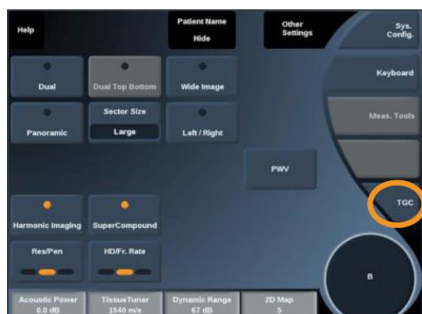 Help
Patient Name
Hide
Other
Settings
Sys.
Config.
Dual
Dual Top Bottom
Wide Image
Keyboard
Panoramic
Sector Size
Large
Left / Right
Meas. Tools
PWV
TGC
Harmonic Imaging
SuperCompound
Res/Pen
HD/Fr. Rate
B
Acoustic Power
0.0 dB
TissueTuner
1540 m/s
Dynamic Range
67 dB
2D Map
5